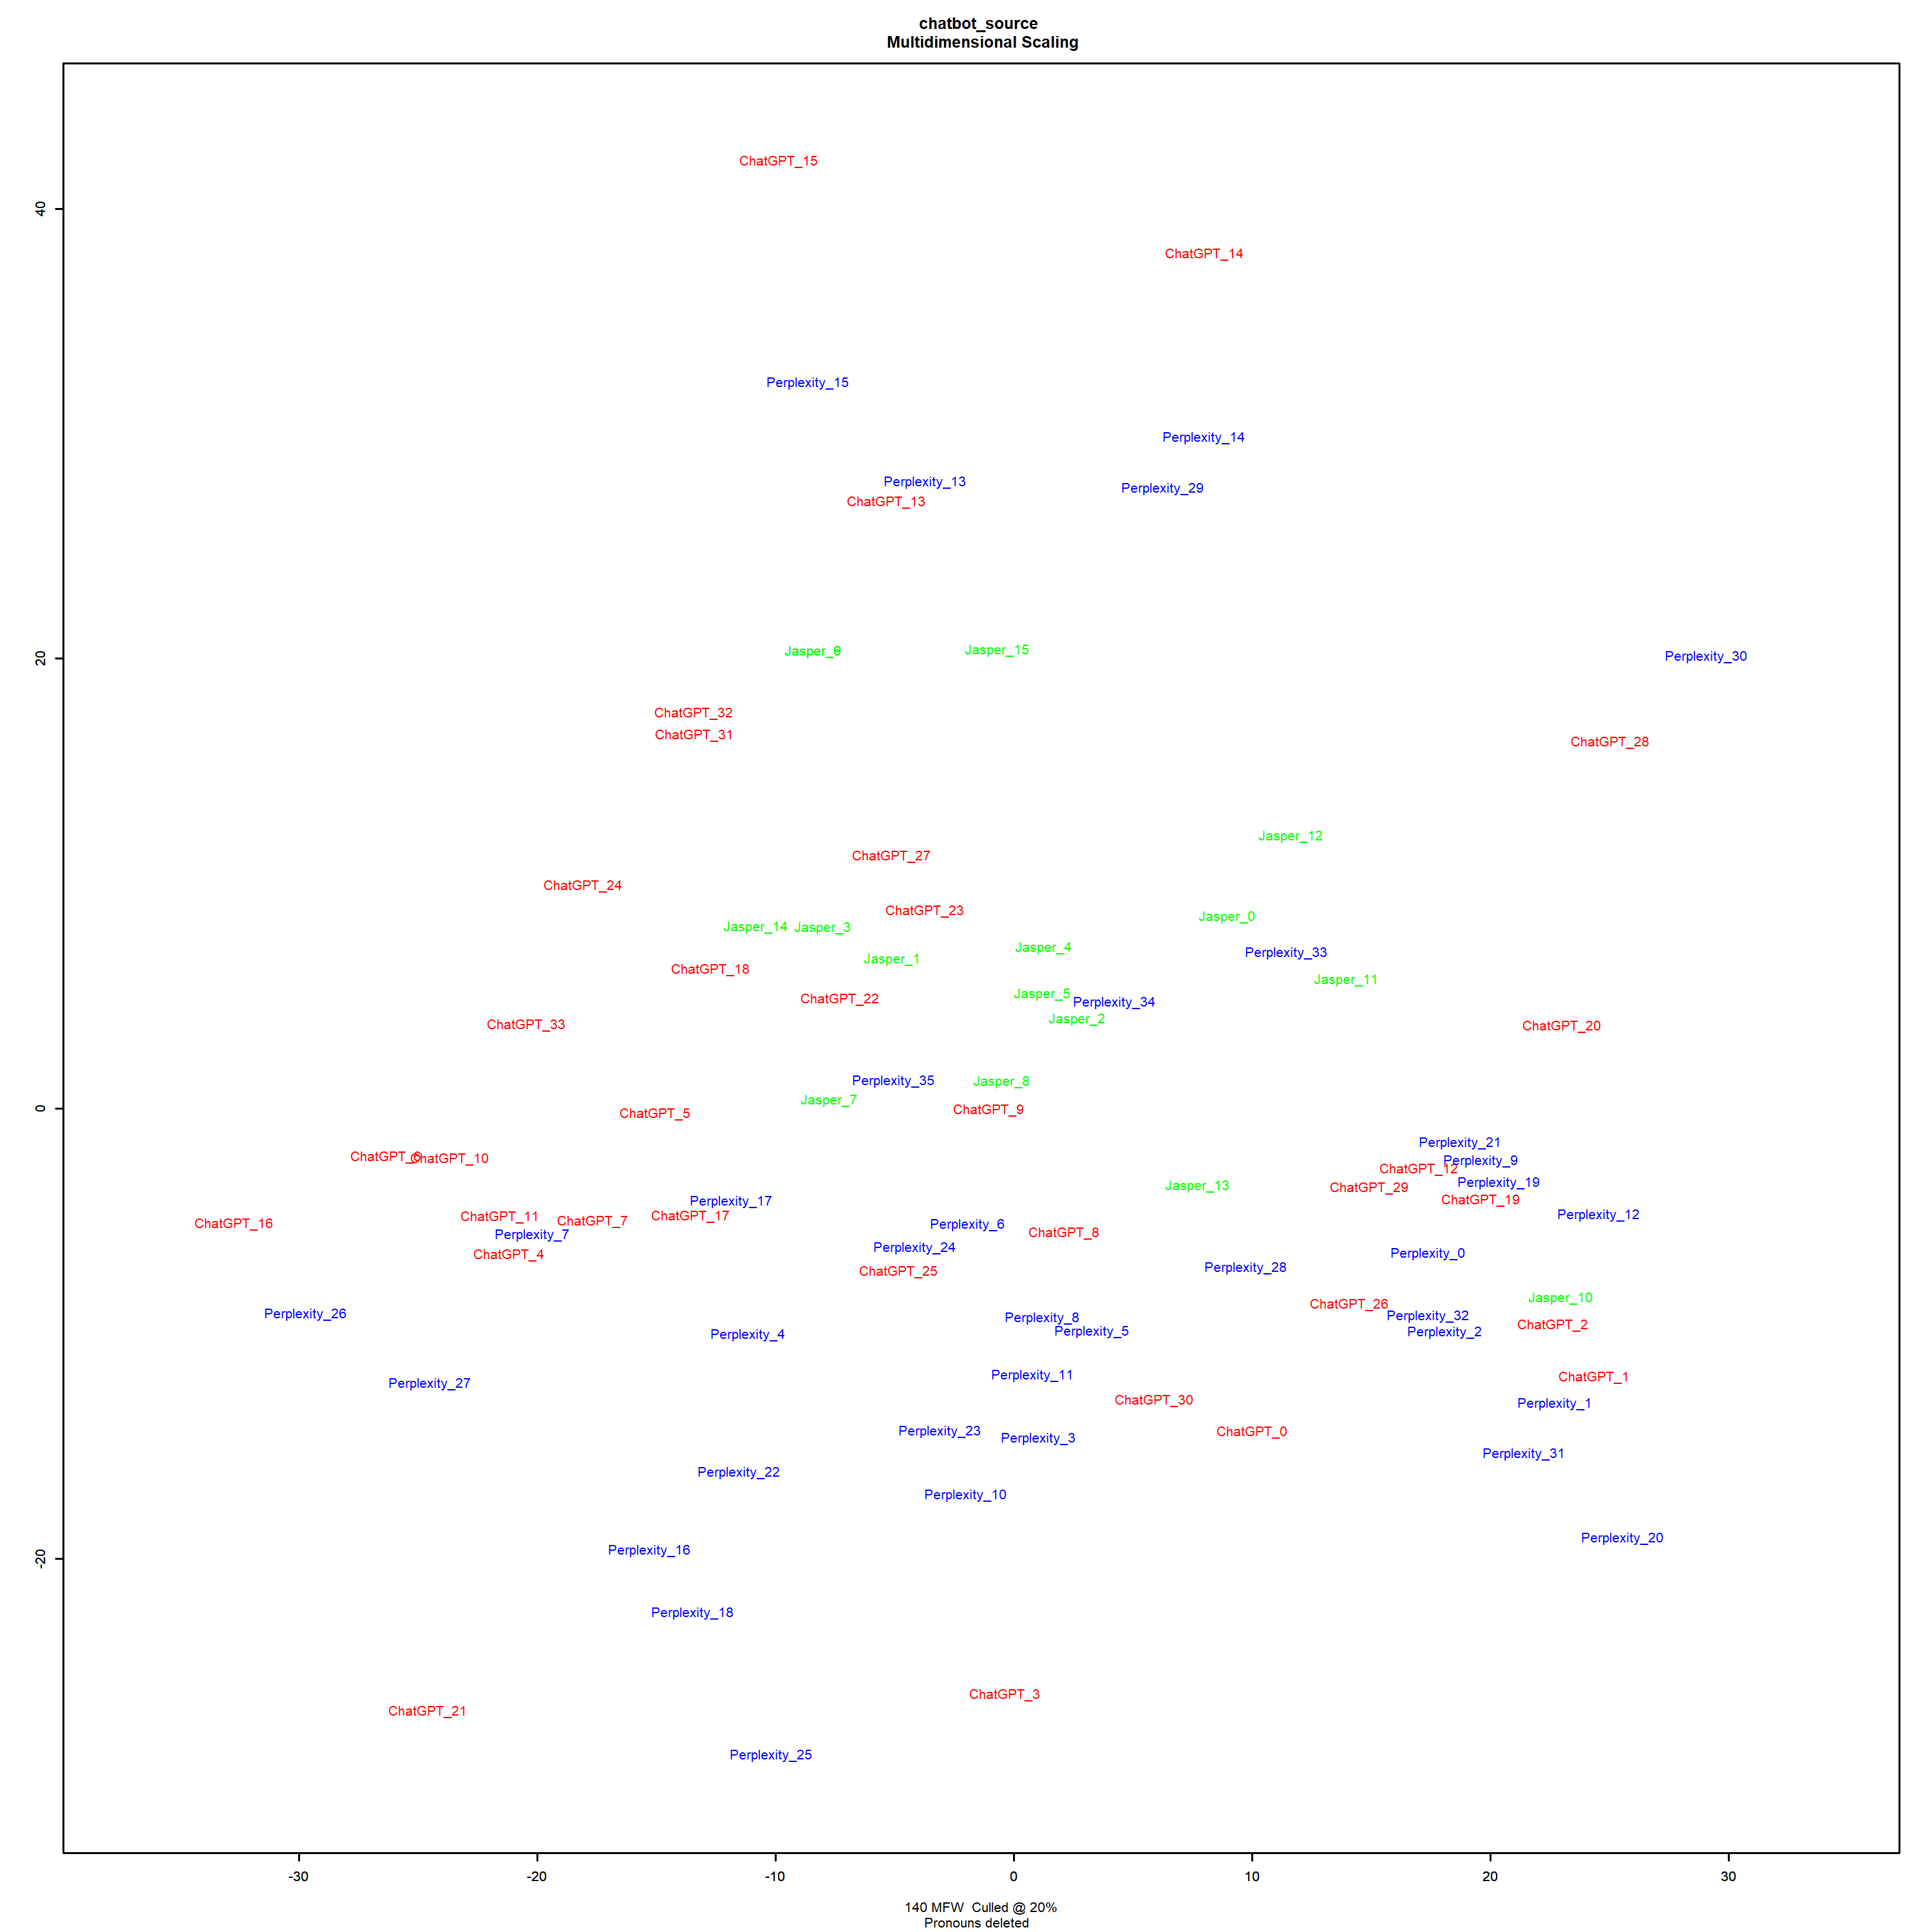 chatbot_source
Multidimensional Scaling
ChatGPT_15
40
ChatGPT_14
Perplexity_15
Perplexity_14
Perplexity_13
Perplexity_29
ChatGPT_13
Jasper_15
20
Perplexity_30
ChatGPT_32
ChatGPT_31
ChatGPT_28
Jasper_12
ChatGPT_27
ChatGPT_24
ChatGPT_23
Jasper_0
Jasper_14 Jasper_3
Jasper_4
Perplexity_33
Jasper_1
ChatGPT_18
Jasper_11
Jasper_5
ChatGPT_22
Perplexity_34
Jasper_2
ChatGPT_33
ChatGPT_20
Perplexity_35
Jasper_8
Jasper_7
0
ChatGPT_9
ChatGPT_5
Perplexity_21
ChatGPT_6
ChatGPT_10
Perplexity_9
ChatGPT_12
Perplexity_19
Jasper_13
ChatGPT_29
ChatGPT_19
Perplexity_17
Perplexity_12
ChatGPT_11
ChatGPT_17
ChatGPT_7
ChatGPT_16
Perplexity_6
ChatGPT_8
Perplexity_7
Perplexity_24
Perplexity_0
ChatGPT_4
Perplexity_28
ChatGPT_25
Jasper_10
ChatGPT_26
Perplexity_26
Perplexity_32
Perplexity_8
ChatGPT_2
Perplexity_5
Perplexity_2
Perplexity_4
Perplexity_11
ChatGPT_1
Perplexity_27
ChatGPT_30
Perplexity_1
Perplexity_23
ChatGPT_0
Perplexity_3
Perplexity_31
Perplexity_22
Perplexity_10
Perplexity_20
Perplexity_16
-20
Perplexity_18
ChatGPT_3
ChatGPT_21
Perplexity_25
-30 -20 -10 0 10 20 30
140 MFW Culled @ 20%
Pronouns deleted